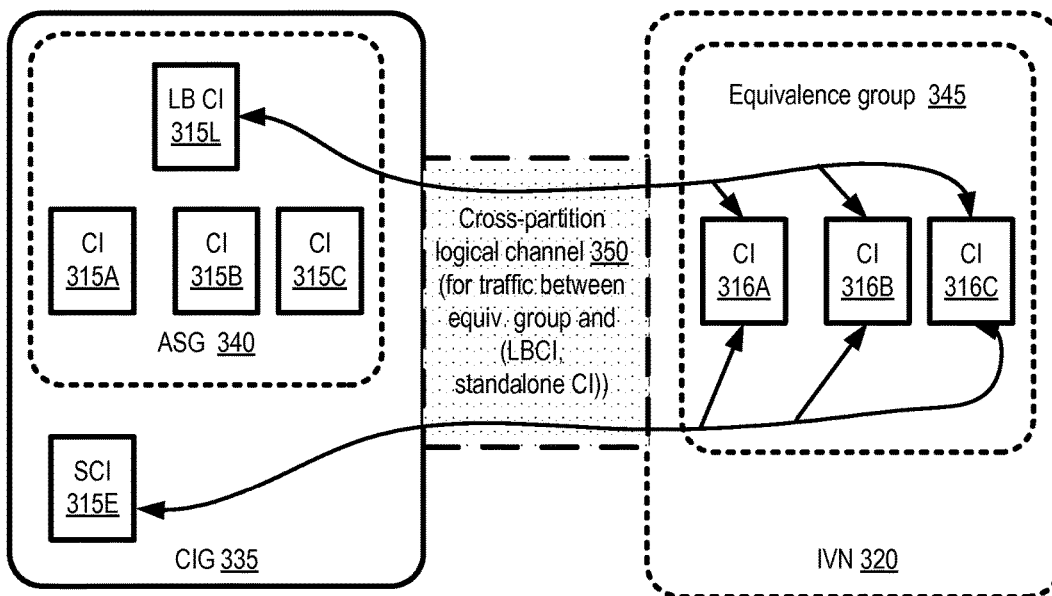 LB CI
315L
CI
315A
CI
315B
CI
315C
ASG 340
SCI
315E
CIG 335
Cross-partition
logical channel 350
(for traffic between
equiv. group and
(LBCI,
standalone CI))
Equivalence group 345
CI
316A
CI
316B
CI
316C
IVN 320